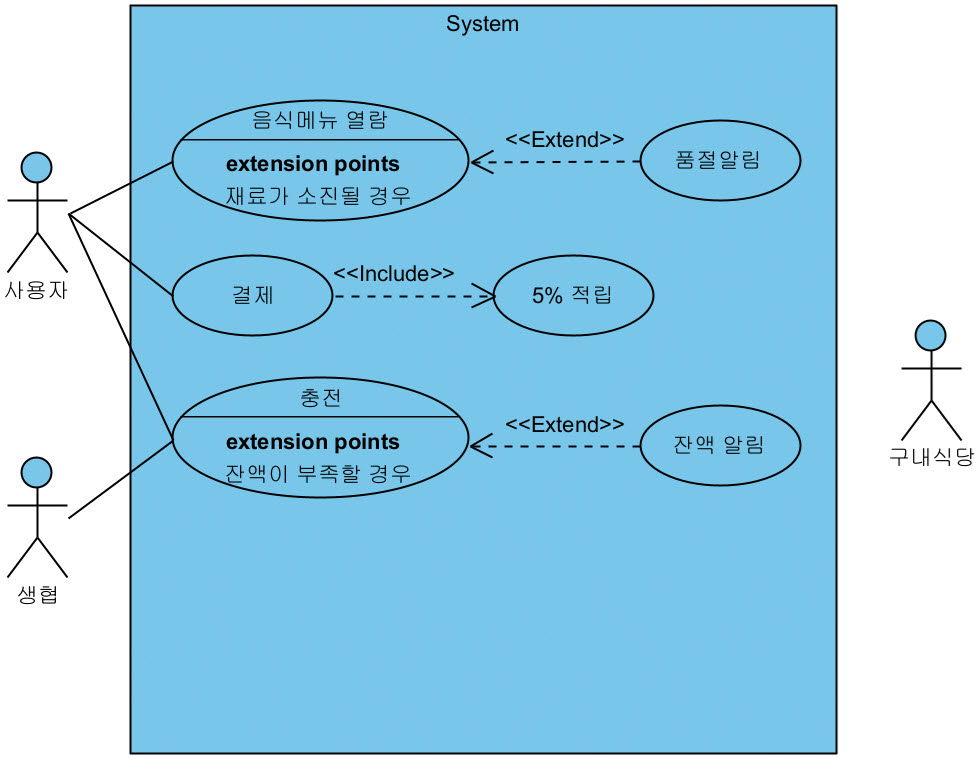 System
음식메뉴 열람
extension points
재료가 소진될 경우
<<Extend>>
품절알림
사용자
결제
<<Include>>
5% 적립
충전
extension points
잔액이 부족할 경우
<<Extend>>
잔액 알림
구내식당
생협